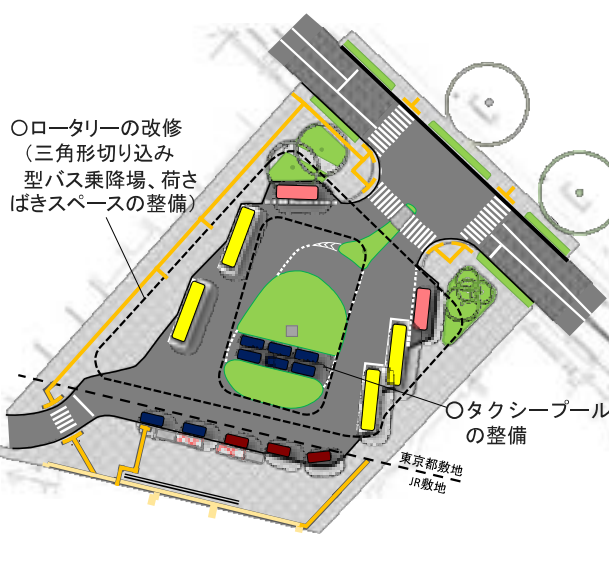 〇ロータリーの改修
（三角形切り込み
型バス乗降場、荷さ
ばきスペースの整備）
〇タクシープール
の整備
東京都敷地
JR敷地